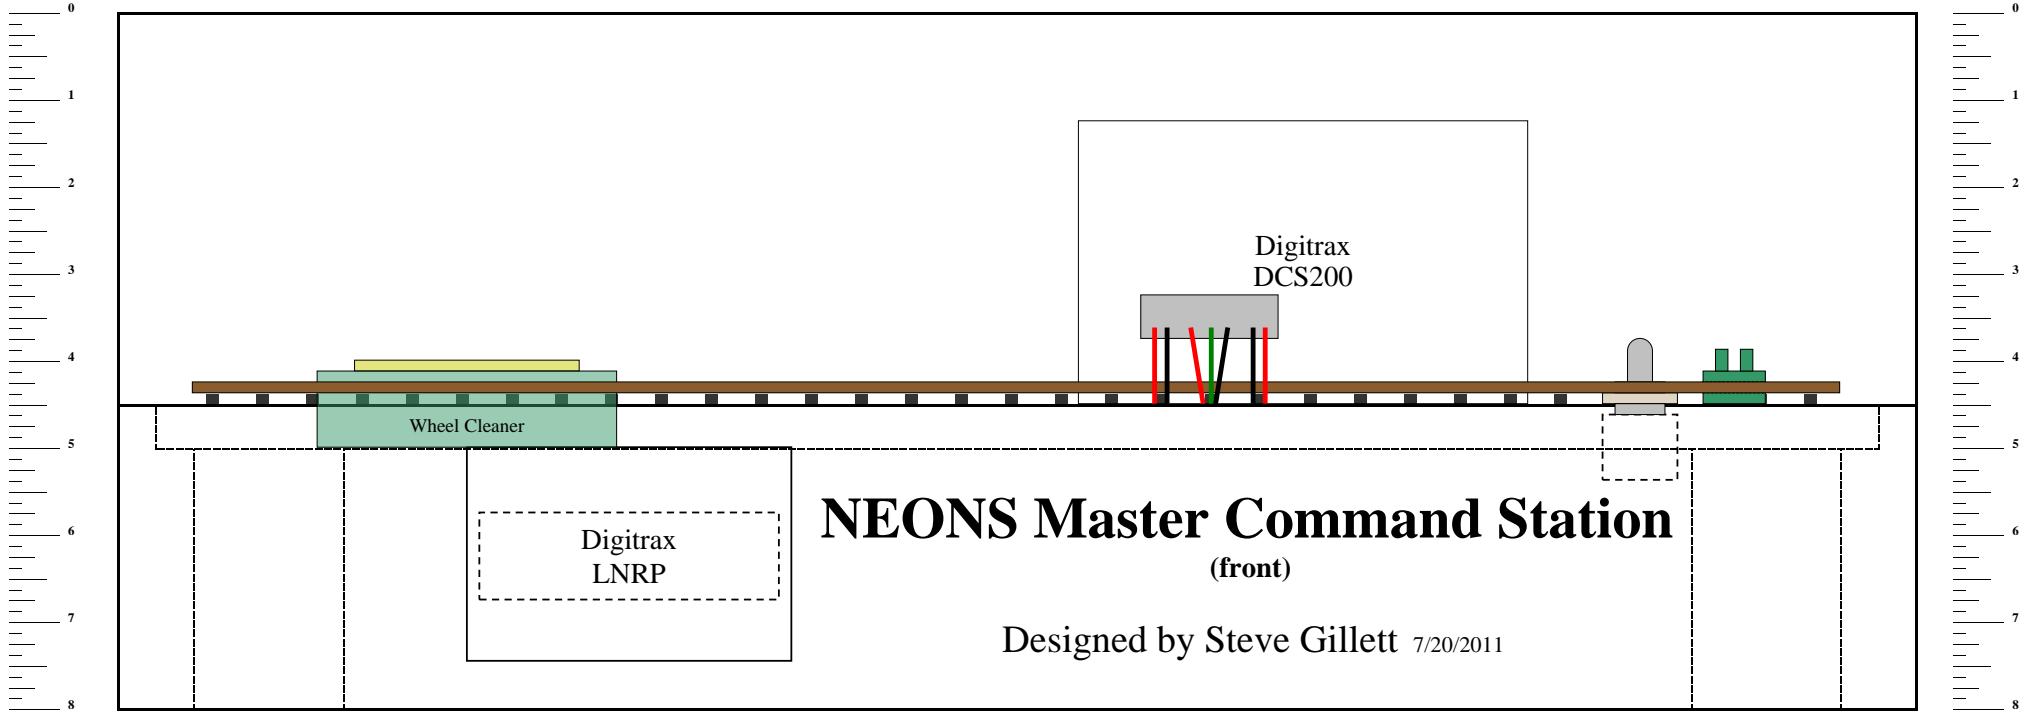 0 0
1 1
2 2
Digitrax
DCS200
3 3
4 4
Wheel Cleaner
5 5
NEONS Master Command Station
Digitrax
6 6
LNRP
(front)
7 7
Designed by Steve Gillett 7/20/2011
8 8